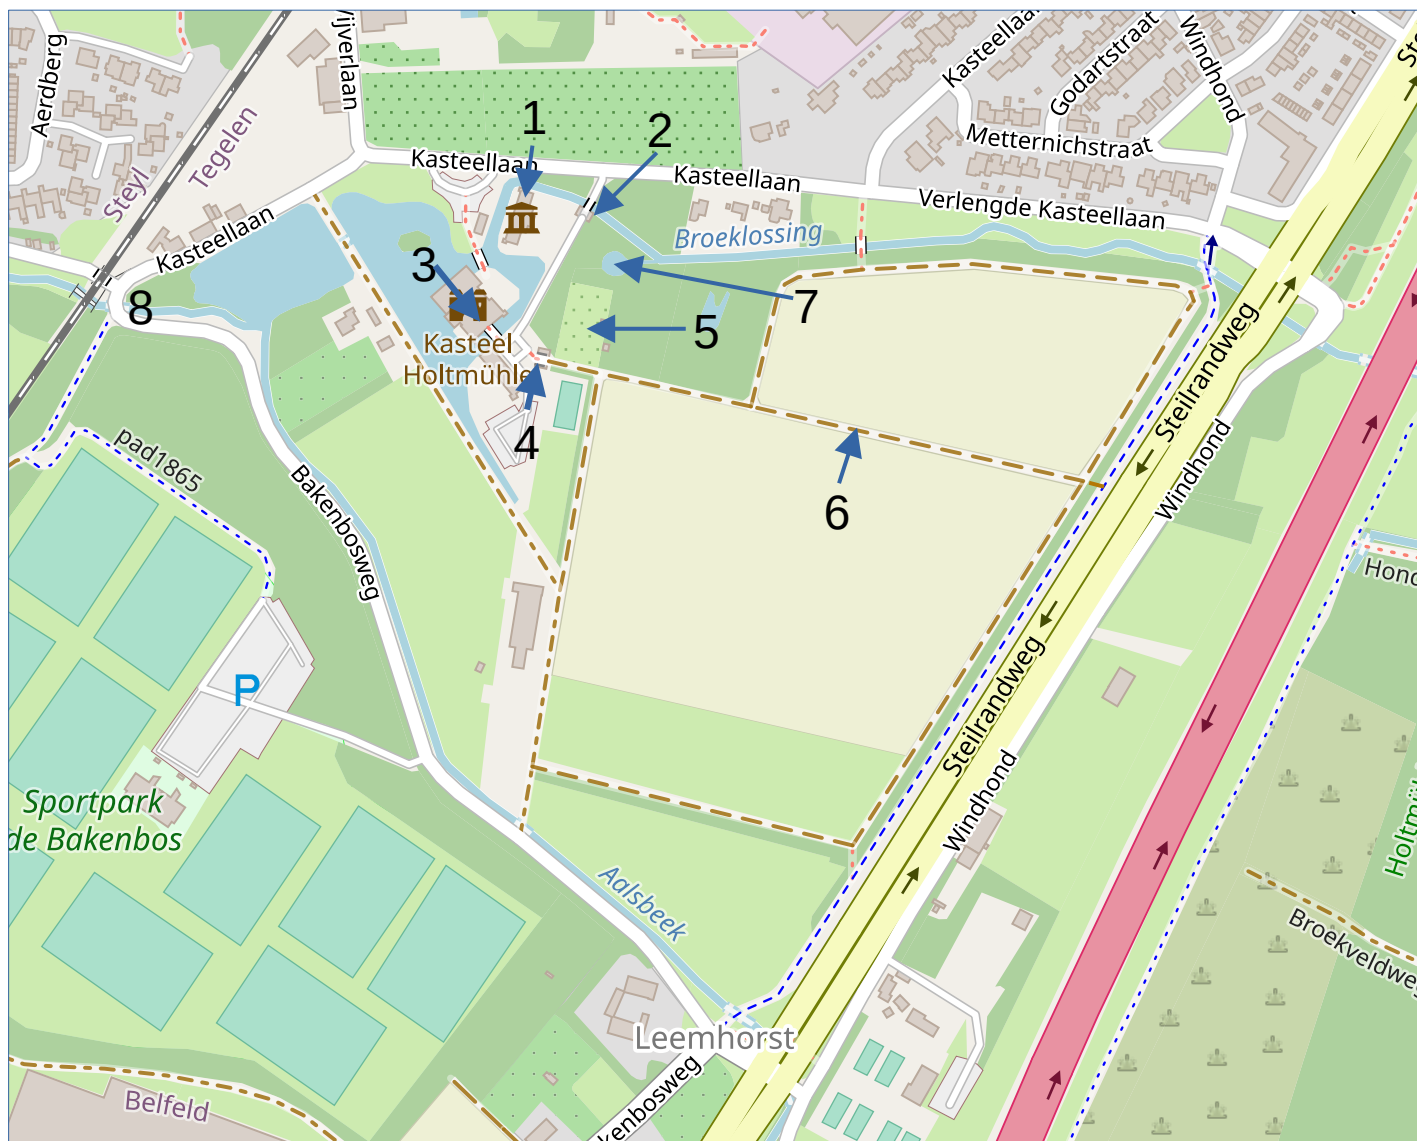 Aerdberg
Steyl
Tegelen
Vijverlaan
Kasteellaan
Godartstraat
Windhond
Metternichstraat
1
2
Kasteellaan
Kasteellaan
Verlengde Kasteellaan
Kasteellaan
Broeklossing
3
7
8
5
Kasteel
Holtmühle
4
6
Steilrandweg
Windhond
pad1865
Bakenbosweg
P
Sportpark
de Bakenbos
Steilrandweg
Windhond
Aalsbeek
Broekveldweg
Leemhorst
Belfeld